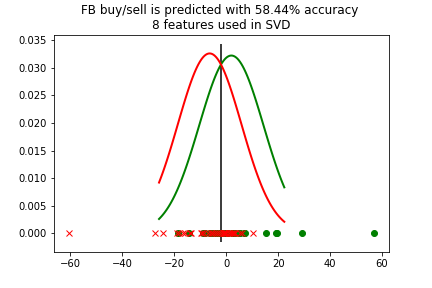 FB buy/sell is predicted with 58.44% accuracy
8 features used in SVD
0.035
0.030
0.025
0.020
0.015
0.010
0.005
0.000
−60 −40 −20 0 20 40 60